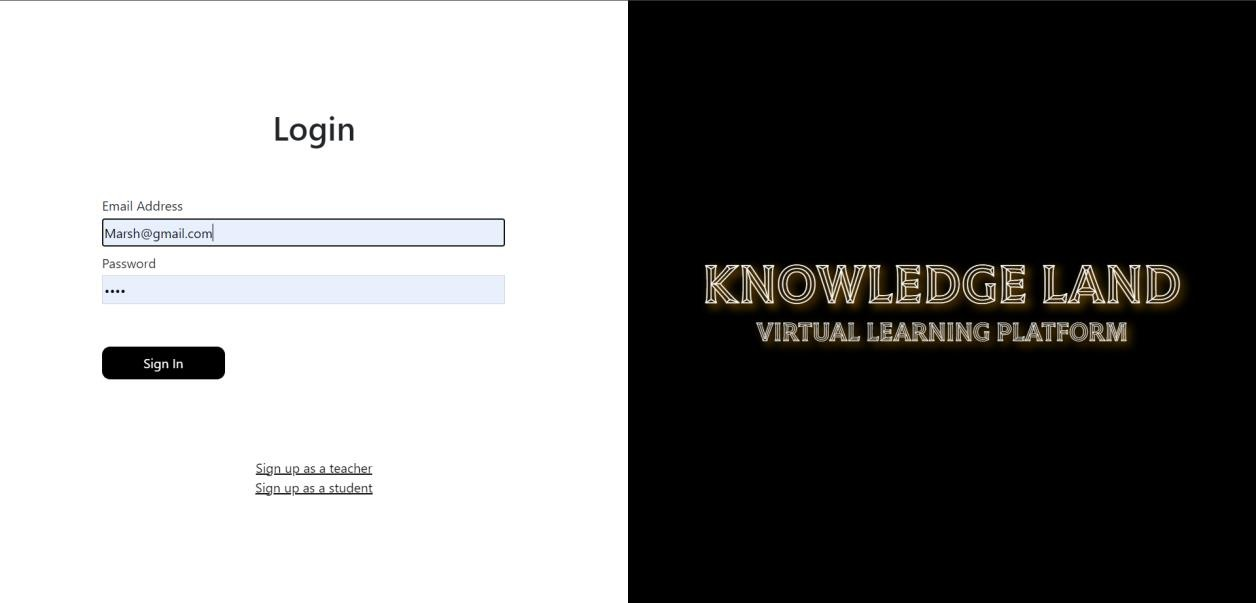 Login
Email Address
Marsh@gmail.com
Password
••••
Sign In
Sign up as a teacher
Sign up as a student
KNOWLEDGE LAND
VIRTUAL LEARNING PLATFORM